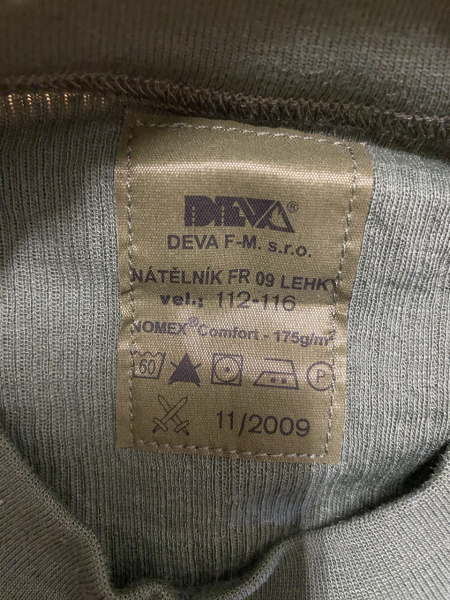 DEVA®
DEVA F-M. s.r.o.
NÁTĚLNÍK FR 09 LEHKÝ
vel.: 112-116
NOMEX® Comfort - 175g/m²
60 P
11/2009